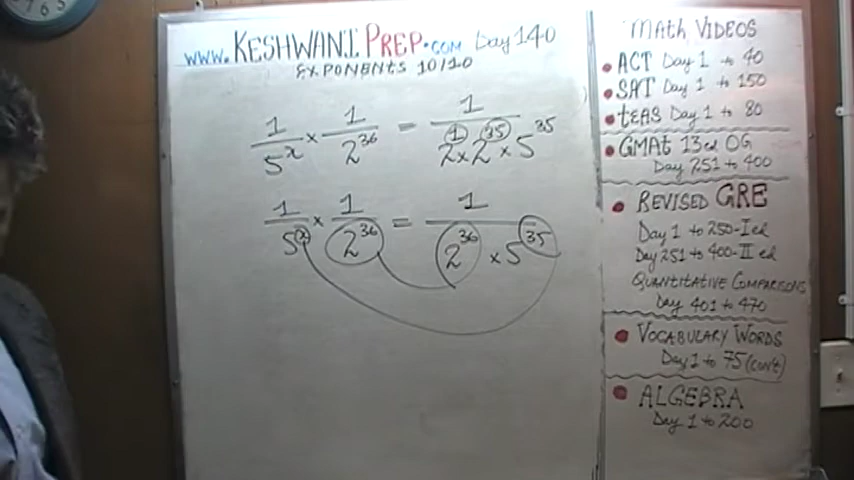 www.KESHWANIPREP.com Day 140
EXPONENTS 10/10
1/5^x × 1/2^36 = 1/(2^1 × 2^35 × 5^35)
1/5^x × 1/2^36 = 1/(2^36 × 5^35)
MATh VIDEOS
ACT Day 1 to 40
SAT Day 1 to 150
tEAS Day 1 to 80
GMAt 13ed OG
Day 251 to 400
REVISED GRE
Day 1 to 250-I ed
Day 251 to 400-II ed
QUANTITATIVE COMPARISONS
Day 401 to 470
VOCABULARY WORDS
Day 1 to 75 (con't)
ALGEBRA
Day 1 to 200